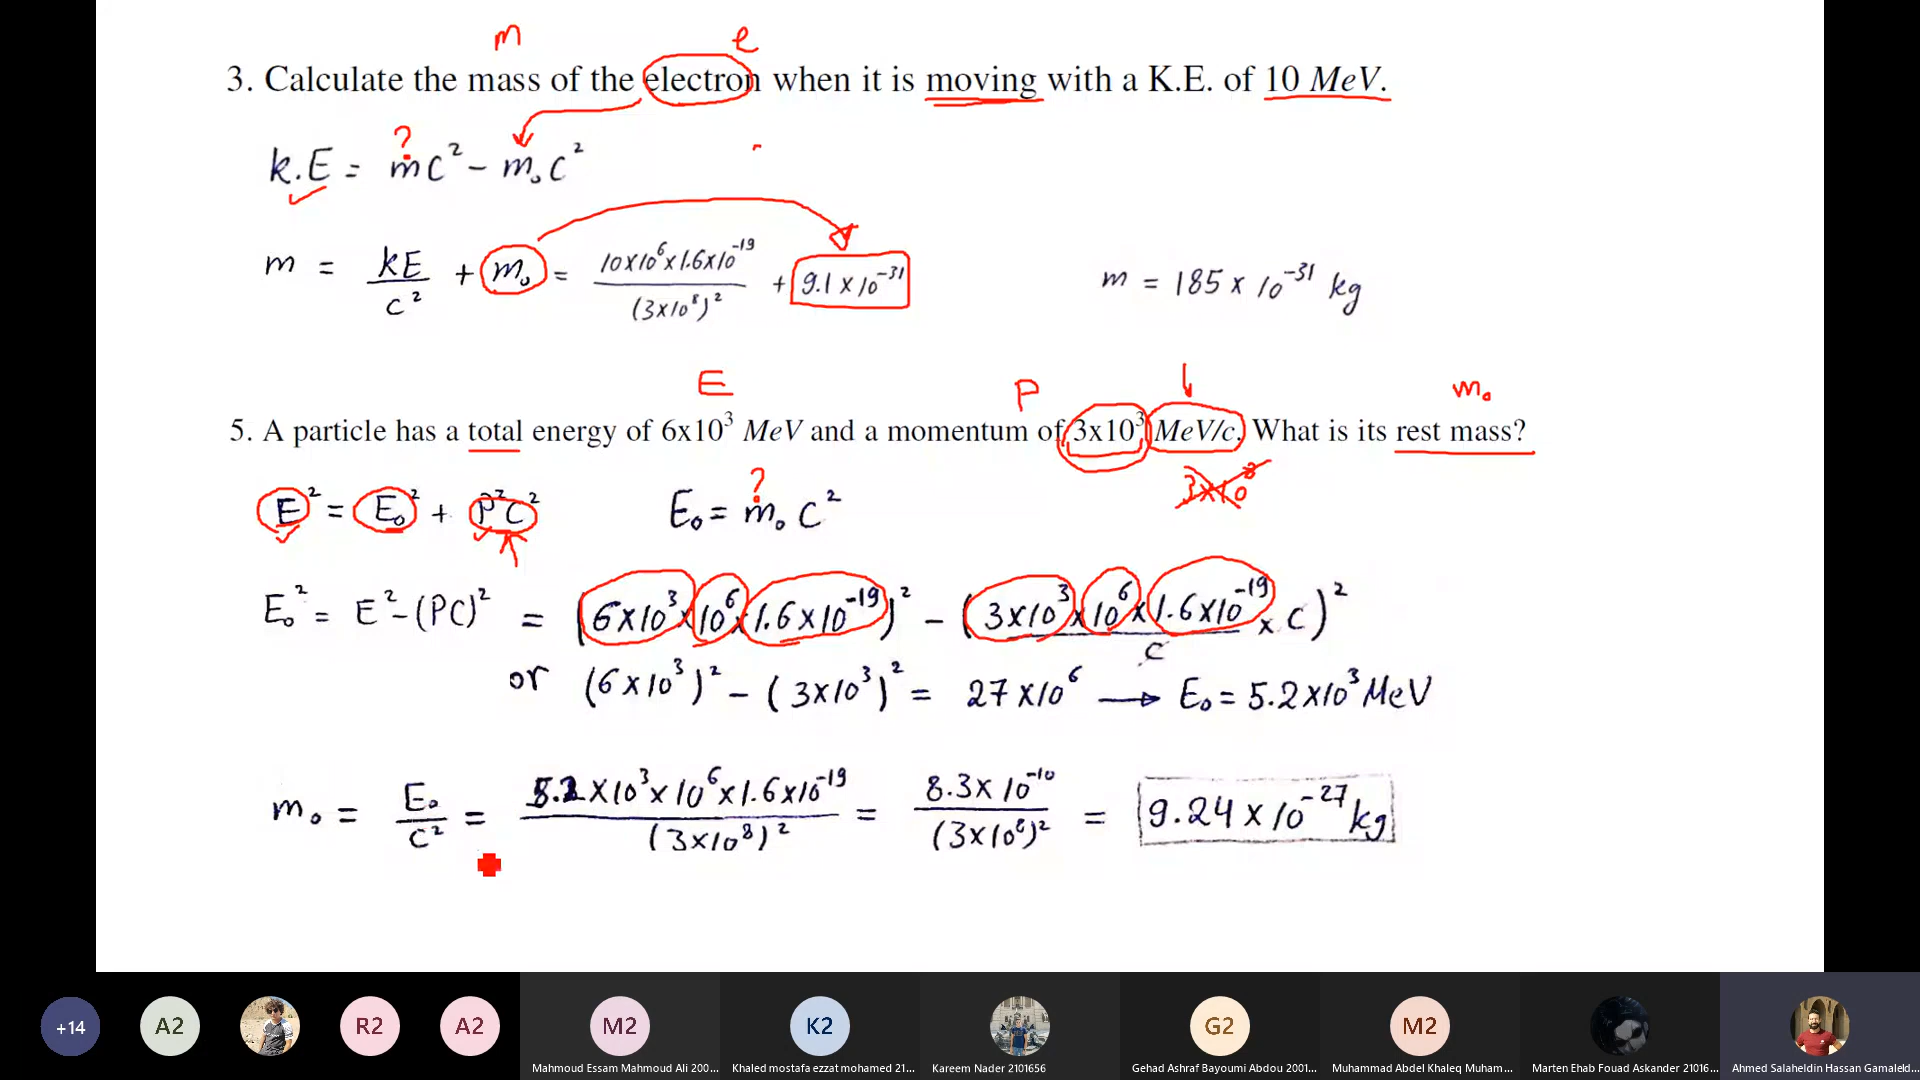 m e
3. Calculate the mass of the electron when it is moving with a K.E. of 10 MeV.
?
k.E = mC² - m₀C²
m = kE/c² + m₀ = 10x10⁶x1.6x10⁻¹⁹/(3x10⁸)² + 9.1x10⁻³¹ m = 185 x 10⁻³¹ kg
E P m₀
5. A particle has a total energy of 6x10³ MeV and a momentum of 3x10³ MeV/c. What is its rest mass?
3x10⁸
?
E² = E₀² + P²C² E₀ = m₀C²
E₀² = E² - (PC)² = (6x10³x10⁶x1.6x10⁻¹⁹)² - (3x10³x10⁶x1.6x10⁻¹⁹/c x C)²
or (6x10³)² - (3x10³)² = 27x10⁶ → E₀ = 5.2x10³ MeV
m₀ = E₀/C² = 5.2x10³x10⁶x1.6x10⁻¹⁹/(3x10⁸)² = 8.3x10⁻¹⁰/(3x10⁸)² = 9.24x10⁻²⁷ kg
+14 A2 R2 A2 M2 K2 G2 M2
Mahmoud Essam Mahmoud Ali 200... Khaled mostafa ezzat mohamed 21... Kareem Nader 2101656 Gehad Ashraf Bayoumi Abdou 2001... Muhammad Abdel Khaleq Muham... Marten Ehab Fouad Askander 21016... Ahmed Salaheldin Hassan Gamaleld...